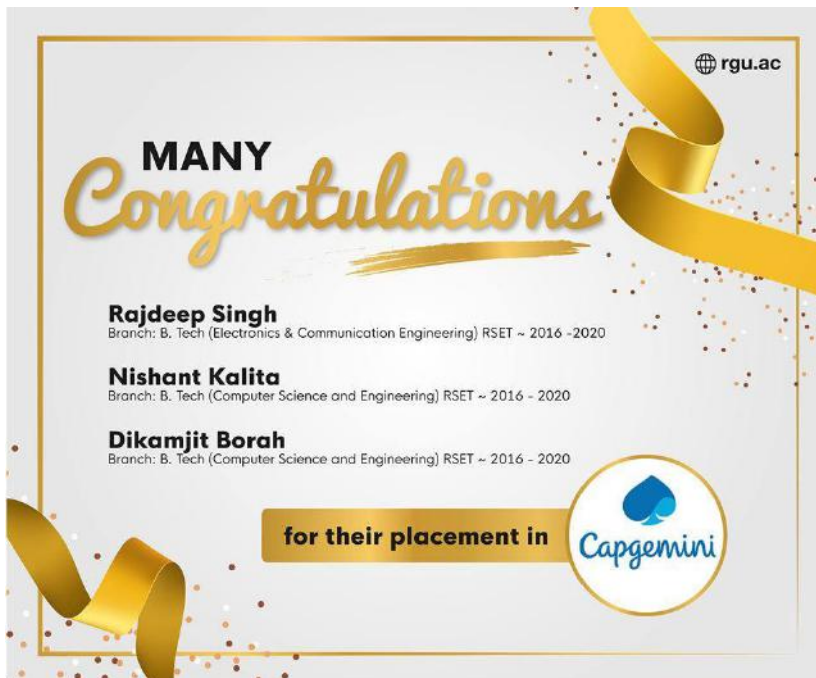 rgu.ac
MANY
Congratulations
Rajdeep Singh
Branch: B. Tech (Electronics & Communication Engineering) RSET ~ 2016 -2020
Nishant Kalita
Branch: B. Tech (Computer Science and Engineering) RSET ~ 2016 - 2020
Dikamjit Borah
Branch: B. Tech (Computer Science and Engineering) RSET ~ 2016 - 2020
for their placement in
Capgemini